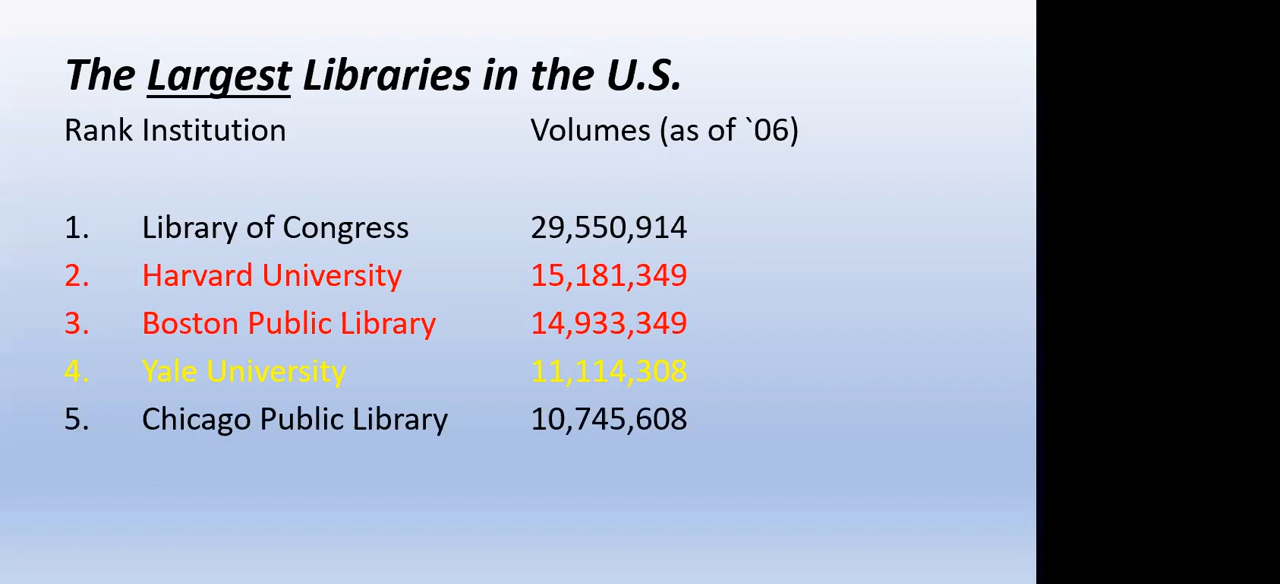 The Largest Libraries in the U.S.
Rank Institution Volumes (as of `06)
1. Library of Congress 29,550,914
2. Harvard University 15,181,349
3. Boston Public Library 14,933,349
4. Yale University 11,114,308
5. Chicago Public Library 10,745,608